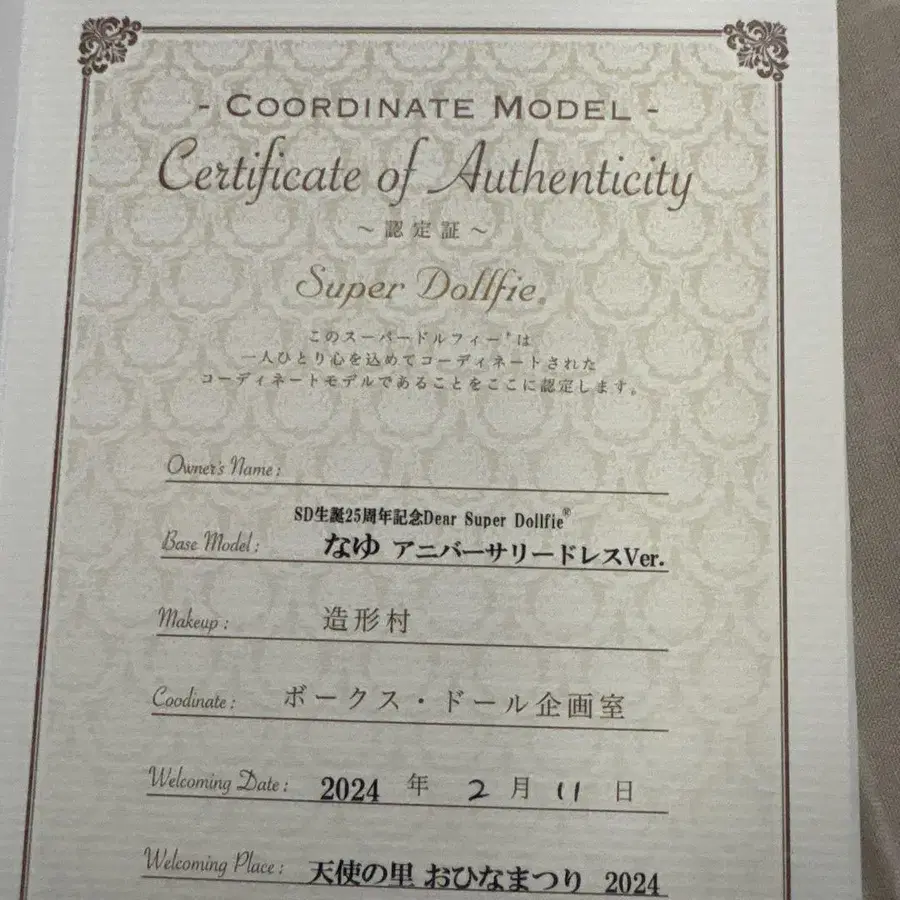 - COORDINATE MODEL -
Certificate of Authenticity
～認定証～
Super Dollfie®
このスーパードルフィー®は
一人ひとり心を込めてコーディネートされた
コーディネートモデルであることをここに認定します。
Owner's Name :
SD生誕25周年記念Dear Super Dollfie®
Base Model : なゆ アニバーサリードレスVer.
Makeup : 造形村
Coodinate : ボークス・ドール企画室
Welcoming Date : 2024 年 2 月 11 日
Welcoming Place : 天使の里 おひなまつり 2024